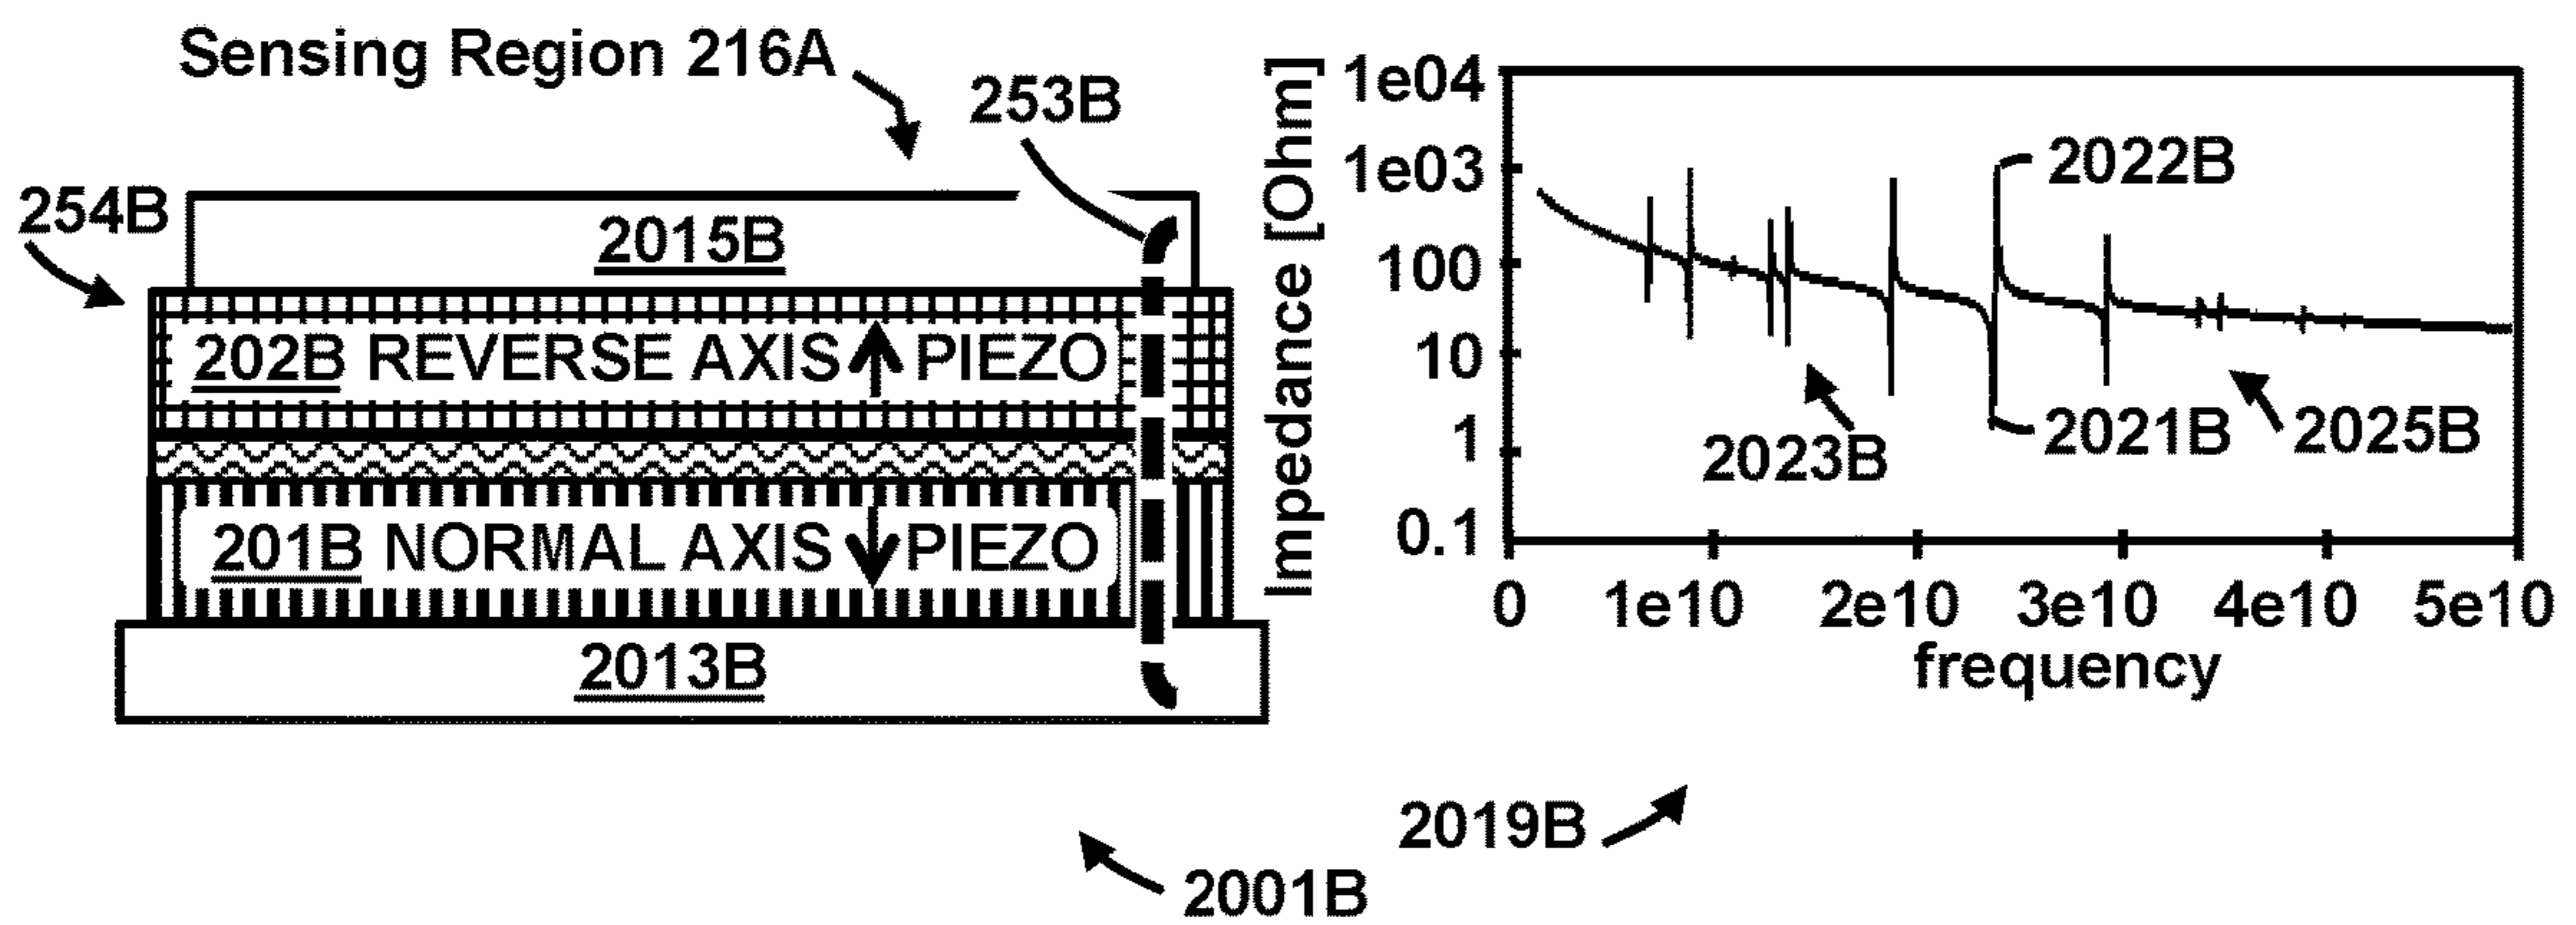 Sensing Region 216A
253B
254B
2015B
202B REVERSE AXIS PIEZO
201B NORMAL AXIS PIEZO
2013B
2001B
Impedance [Ohm]
1e04
1e03
100
10
1
0.1
2022B
2021B
2023B
2025B
0 1e10 2e10 3e10 4e10 5e10
frequency
2019B